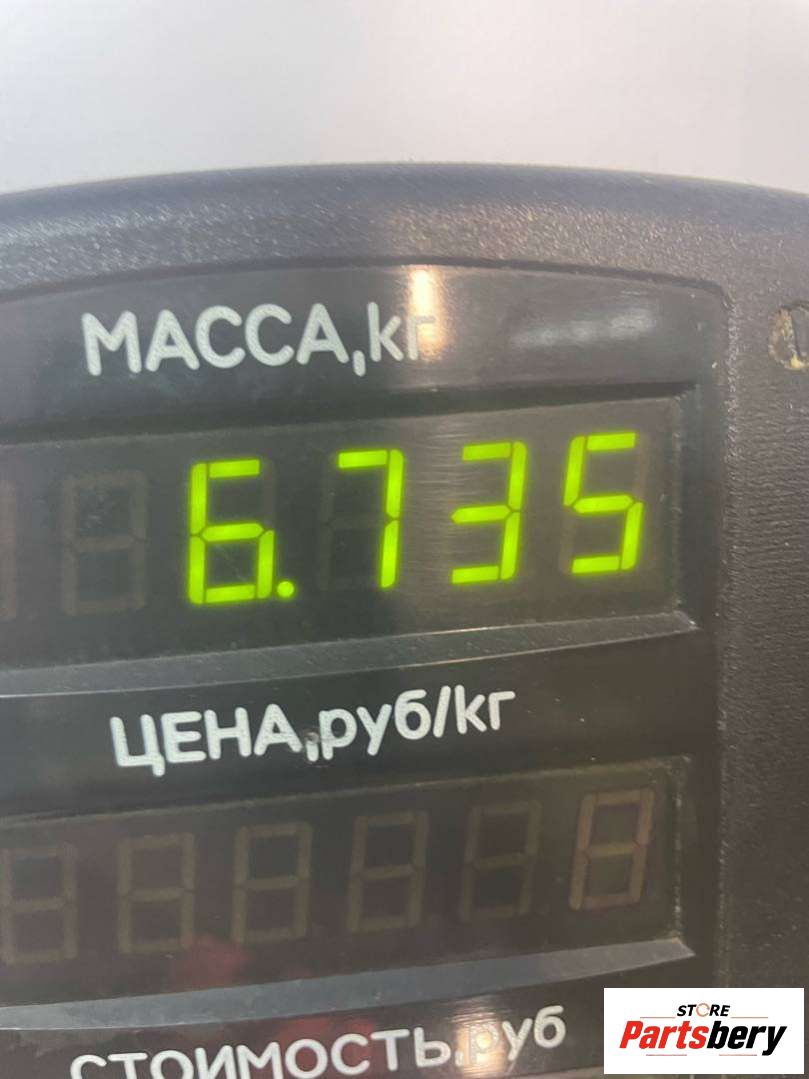 МАССА,кг
6.735
ЦЕНА,руб/кг
СТОИМОСТЬ,руб
STORE
Partsbery